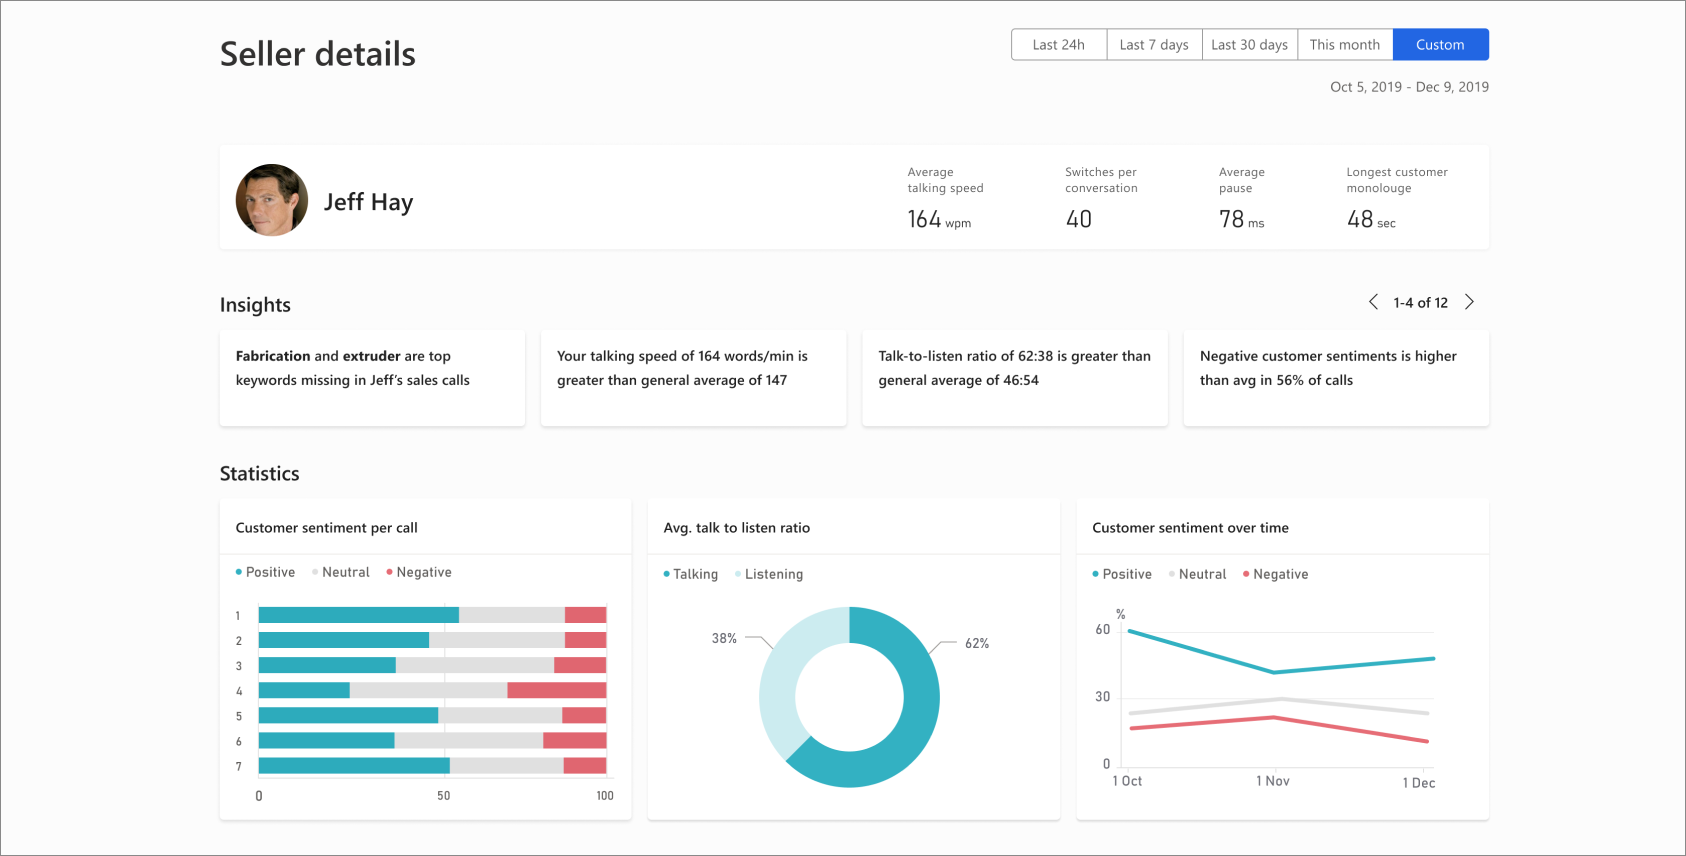 Seller details
Last 24h
Last 7 days
Last 30 days
This month
Custom
Oct 5, 2019 - Dec 9, 2019
Jeff Hay
Average
talking speed
164 wpm
Switches per
conversation
40
Average
pause
78 ms
Longest customer
monolouge
48 sec
Insights
1-4 of 12
Fabrication and extruder are top
keywords missing in Jeff's sales calls
Your talking speed of 164 words/min is
greater than general average of 147
Talk-to-listen ratio of 62:38 is greater than
general average of 46:54
Negative customer sentiments is higher
than avg in 56% of calls
Statistics
Customer sentiment per call
Positive
Neutral
Negative
1
2
3
4
5
6
7
0
50
100
Avg. talk to listen ratio
Talking
Listening
38%
62%
Customer sentiment over time
Positive
Neutral
Negative
%
60
30
0
1 Oct
1 Nov
1 Dec